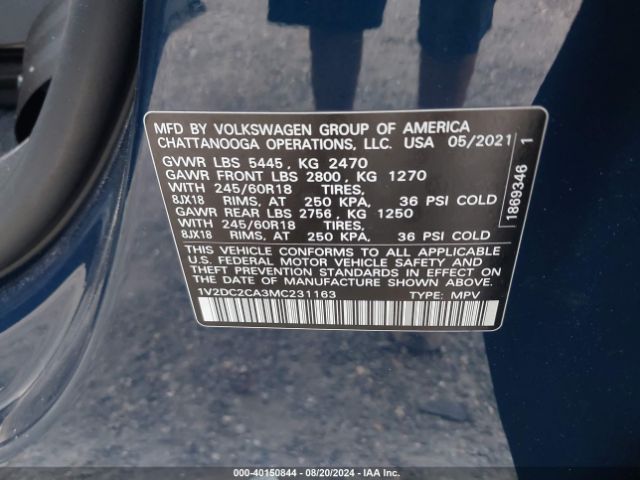 MFD BY VOLKSWAGEN GROUP OF AMERICA
CHATTANOOGA OPERATIONS, LLC. USA 05/2021
GVWR LBS 5445, KG 2470
GAWR FRONT LBS 2800, KG 1270
WITH 245/60R18 TIRES,
8JX18 RIMS, AT 250 KPA, 36 PSI COLD
GAWR REAR LBS 2756, KG 1250
WITH 245/60R18 TIRES,
8JX18 RIMS, AT 250 KPA, 36 PSI COLD
THIS VEHICLE CONFORMS TO ALL APPLICABLE
U.S. FEDERAL MOTOR VEHICLE SAFETY AND
THEFT PREVENTION STANDARDS IN EFFECT ON
THE DATE OF MANUFACTURE SHOWN ABOVE
1V2DC2CA3MC231163 TYPE: MPV
1869346 1
000-40150844 - 08/20/2024 - IAA Inc.